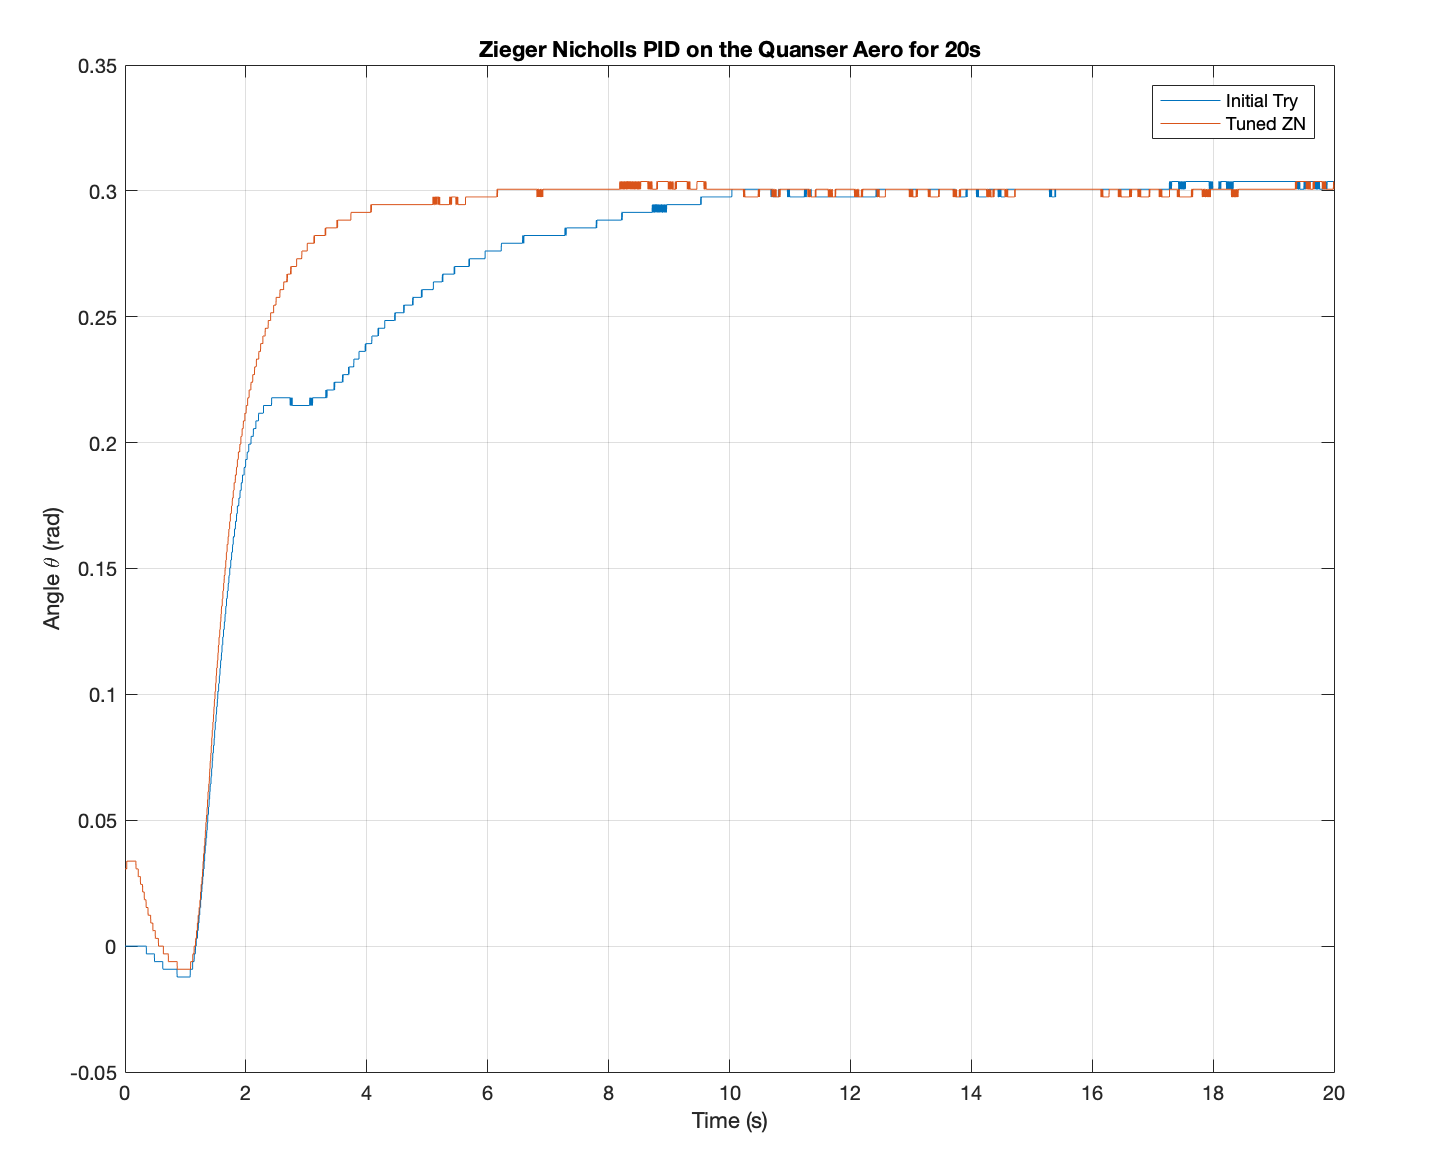 Zieger Nicholls PID on the Quanser Aero for 20s
Initial Try
Tuned ZN
0.35
0.3
0.25
0.2
0.15
0.1
0.05
0
-0.05
Angle θ (rad)
0 2 4 6 8 10 12 14 16 18 20
Time (s)